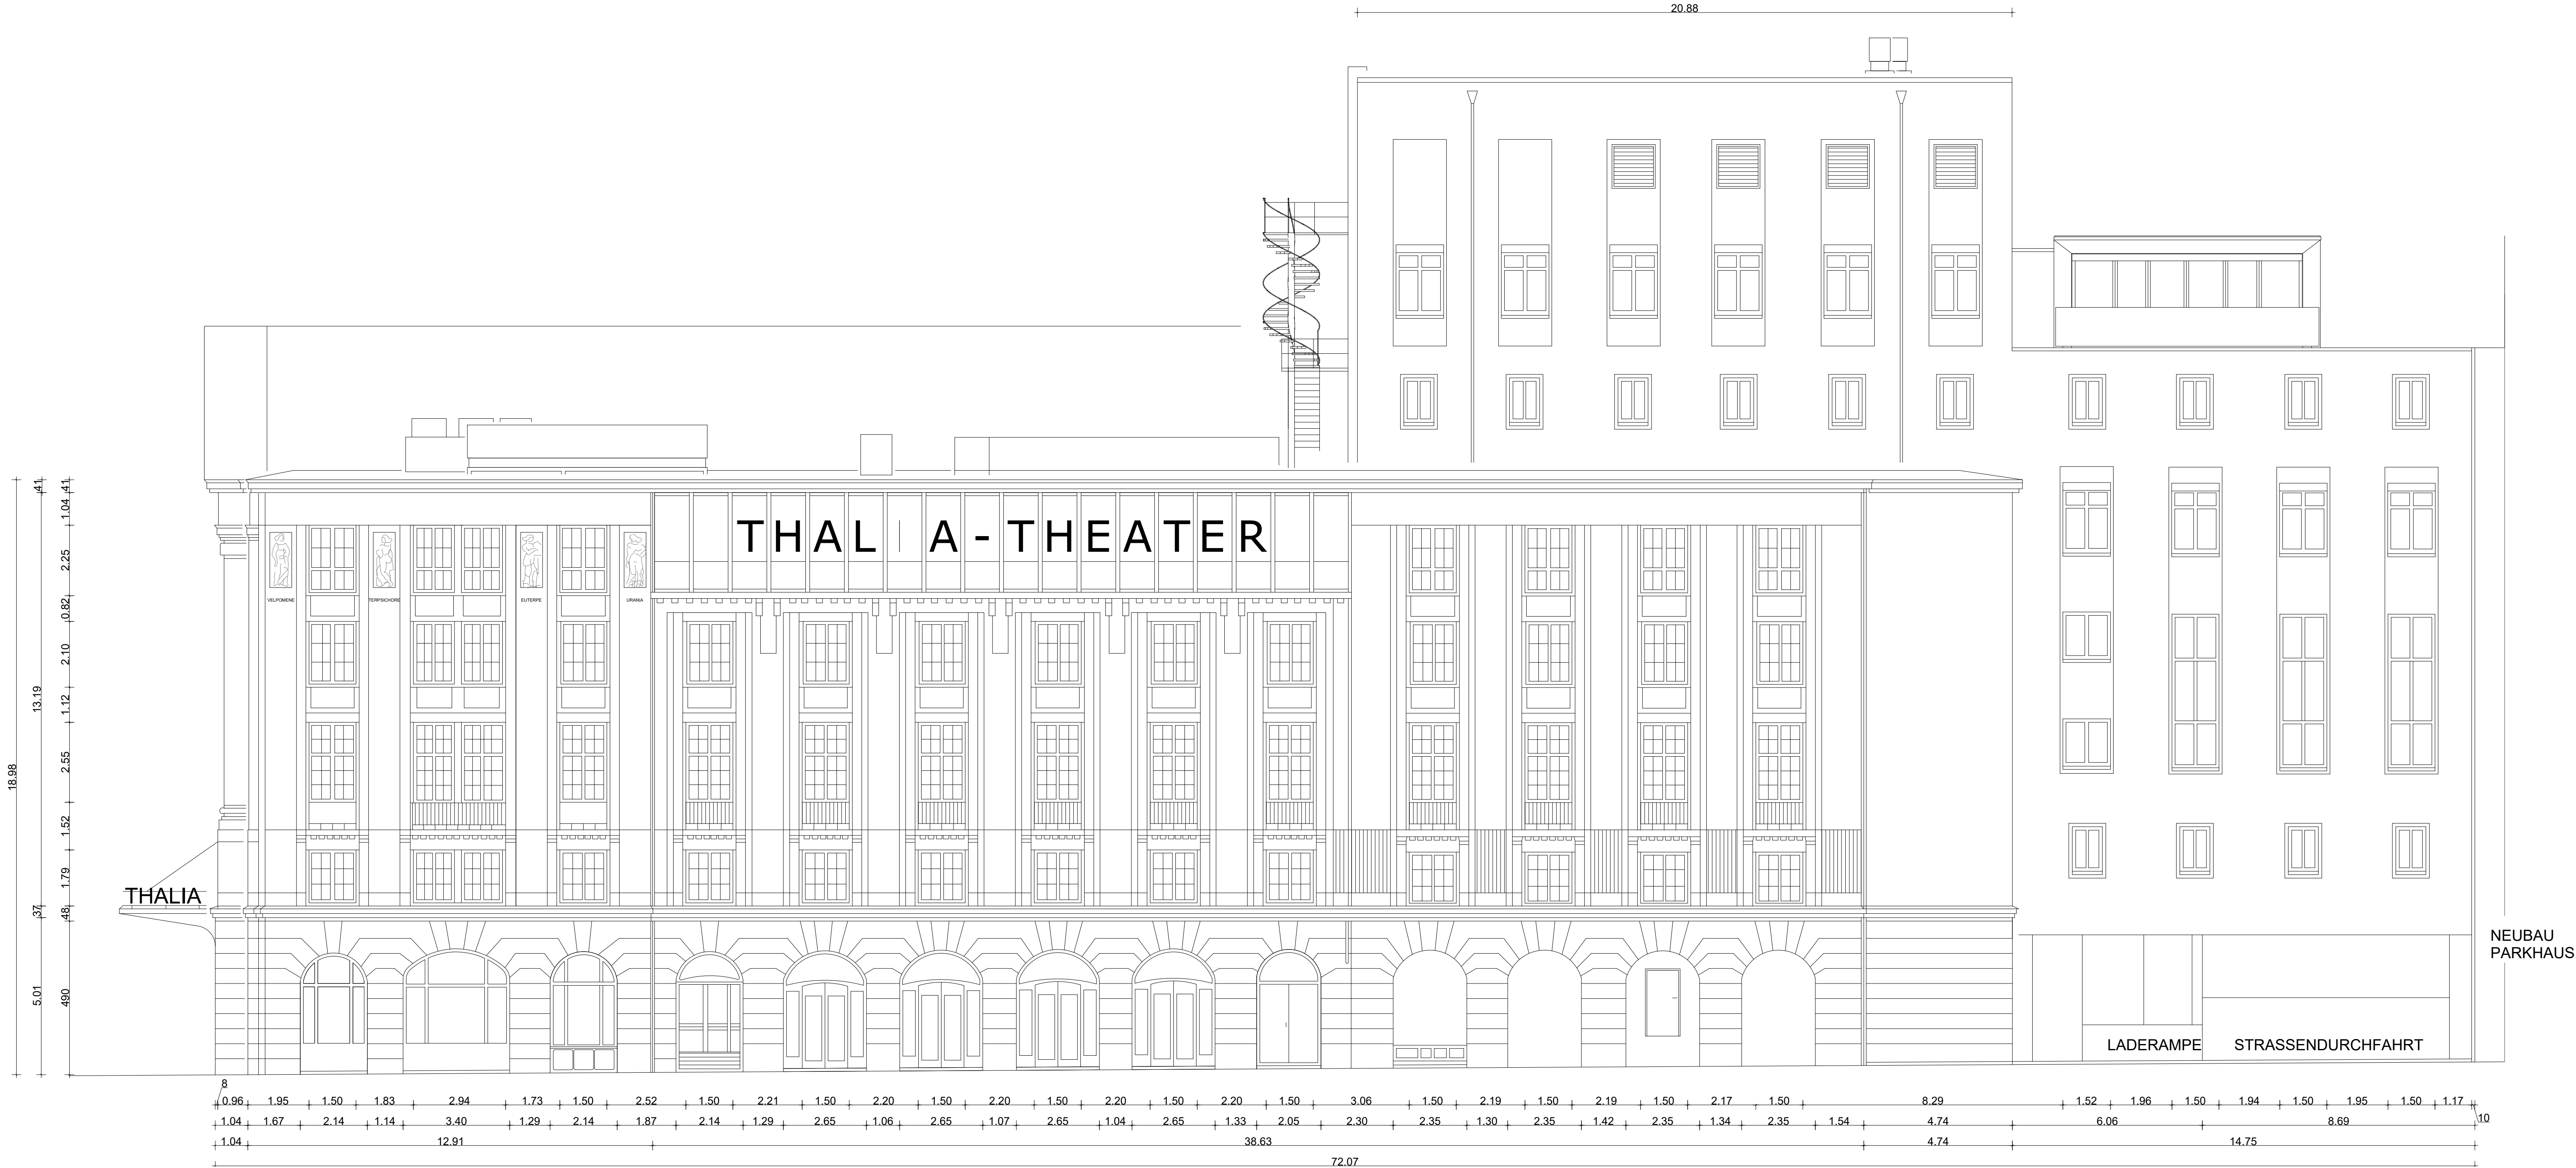 20.88
THALIA-THEATER
VELPOMENE TERPSICHORE EUTERPE URANIA
THALIA
NEUBAU
PARKHAUS
LADERAMPE STRASSENDURCHFAHRT
18.98
41
13.19
37
5.01
41
1.04
2.25
0.82
2.10
1.12
2.55
1.52
1.79
48
490
8
0.96 1.95 1.50 1.83 2.94 1.73 1.50 2.52 1.50 2.21 1.50 2.20 1.50 2.20 1.50 2.20 1.50 2.20 1.50 3.06 1.50 2.19 1.50 2.19 1.50 2.17 1.50 8.29 1.52 1.96 1.50 1.94 1.50 1.95 1.50 1.17
1.04 1.67 2.14 1.14 3.40 1.29 2.14 1.87 2.14 1.29 2.65 1.06 2.65 1.07 2.65 1.04 2.65 1.33 2.05 2.30 2.35 1.30 2.35 1.42 2.35 1.34 2.35 1.54 4.74 6.06 8.69 10
1.04 12.91 38.63 4.74 14.75
72.07